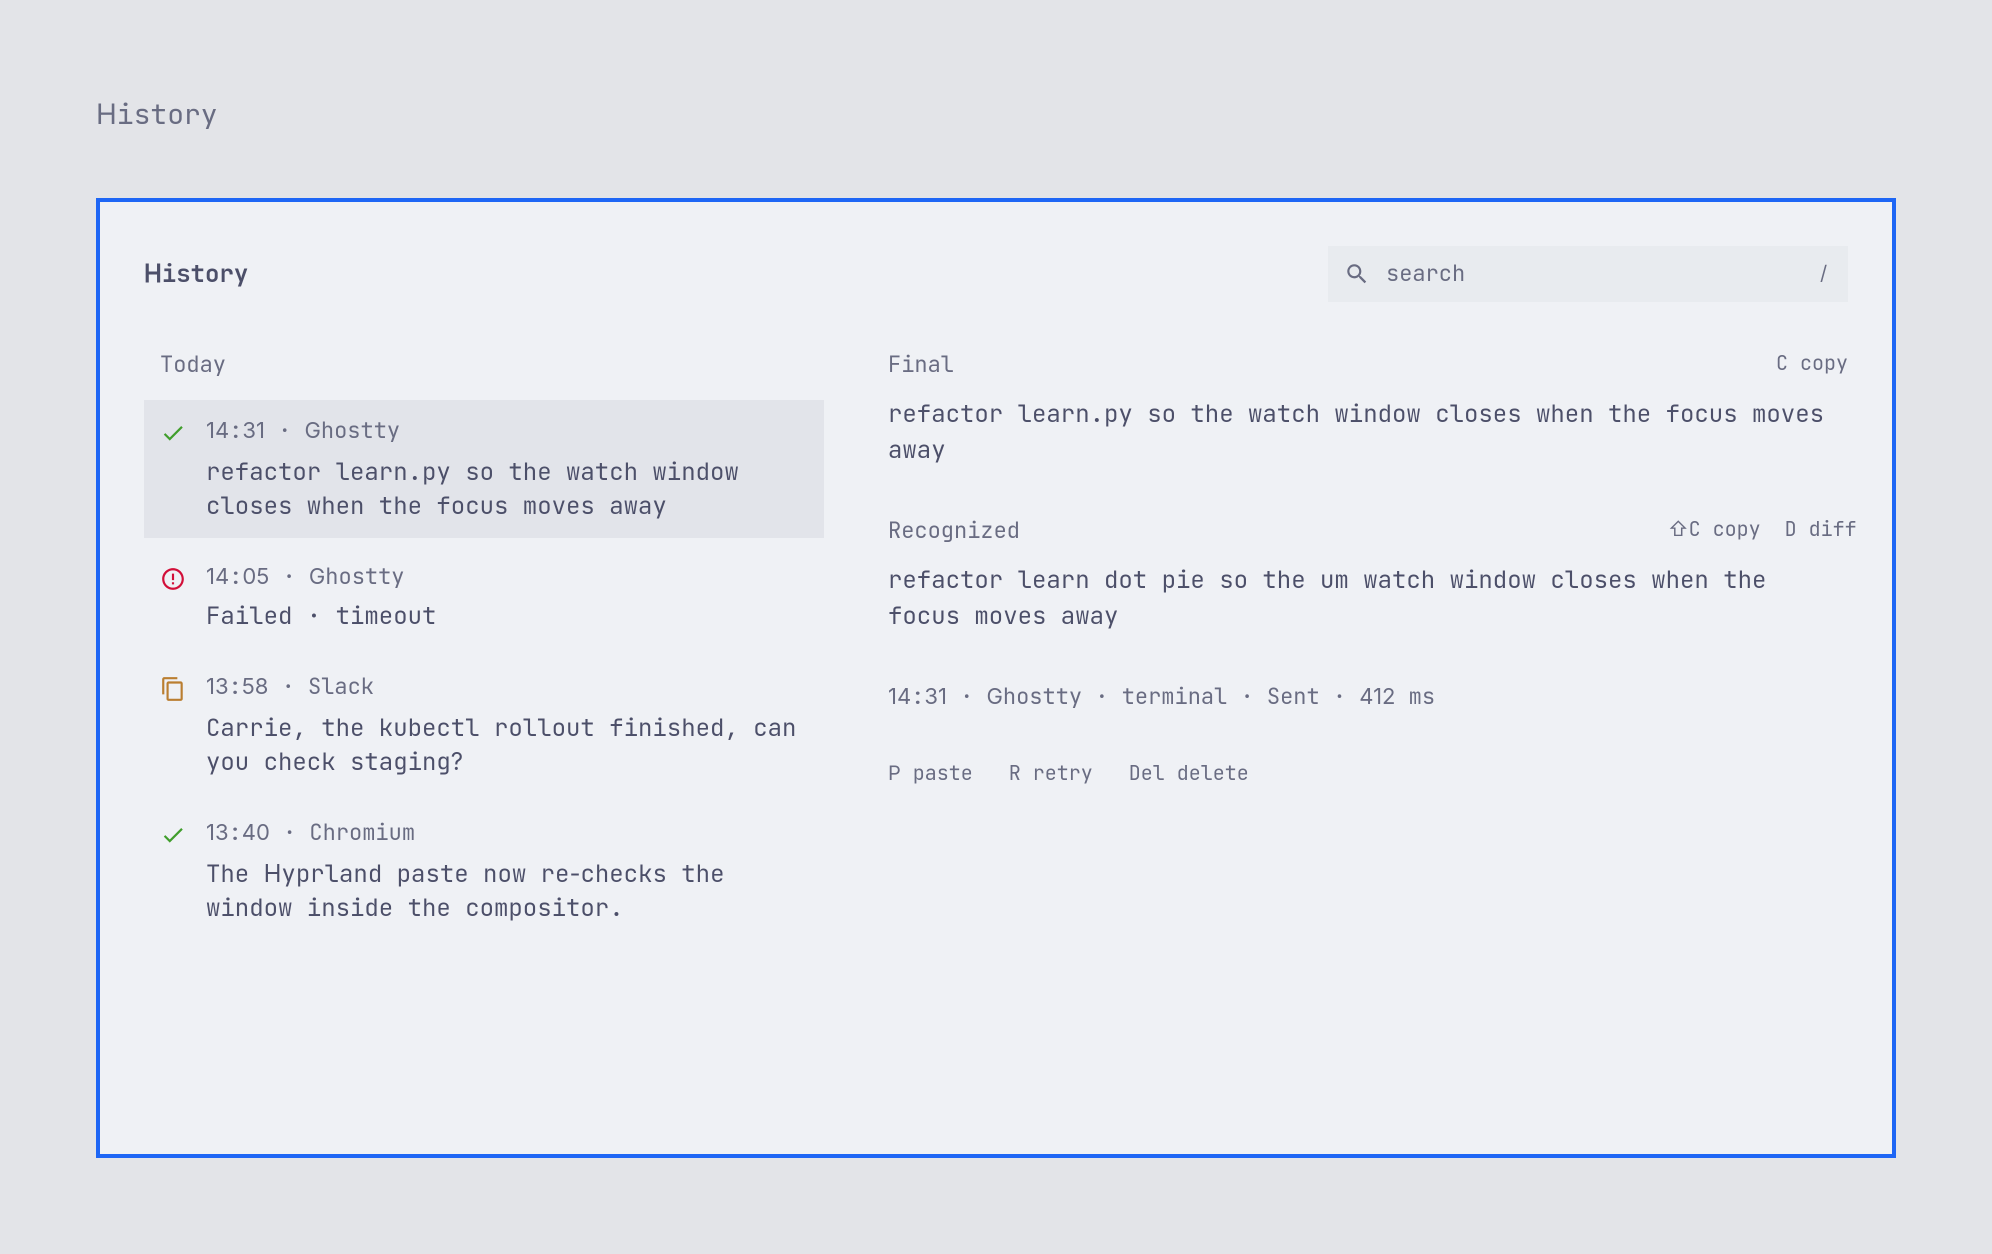 History
History
search /
Today
14:31 · Ghostty
refactor learn.py so the watch window
closes when the focus moves away
14:05 · Ghostty
Failed · timeout
13:58 · Slack
Carrie, the kubectl rollout finished, can
you check staging?
13:40 · Chromium
The Hyprland paste now re-checks the
window inside the compositor.
Final C copy
refactor learn.py so the watch window closes when the focus moves
away
Recognized ⇧C copy D diff
refactor learn dot pie so the um watch window closes when the
focus moves away
14:31 · Ghostty · terminal · Sent · 412 ms
P paste R retry Del delete